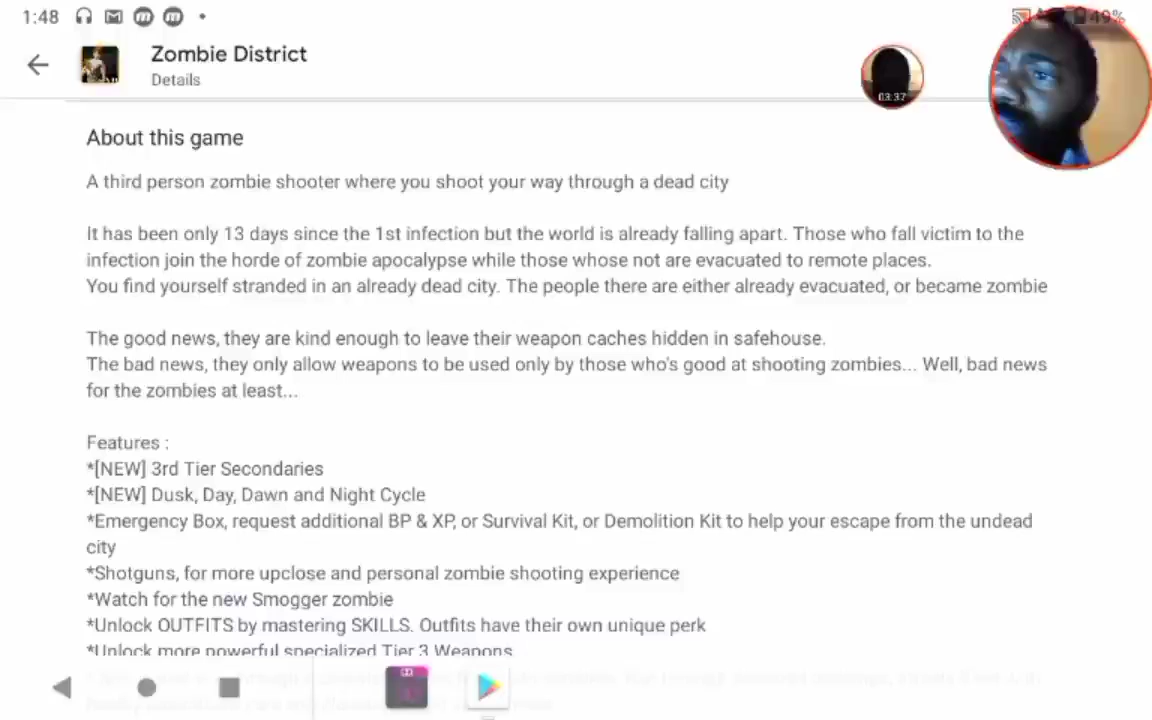 1:48
49%
Zombie District
Details
03:37
About this game
A third person zombie shooter where you shoot your way through a dead city
It has been only 13 days since the 1st infection but the world is already falling apart. Those who fall victim to the
infection join the horde of zombie apocalypse while those whose not are evacuated to remote places.
You find yourself stranded in an already dead city. The people there are either already evacuated, or became zombie
The good news, they are kind enough to leave their weapon caches hidden in safehouse.
The bad news, they only allow weapons to be used only by those who's good at shooting zombies... Well, bad news
for the zombies at least...
Features :
*[NEW] 3rd Tier Secondaries
*[NEW] Dusk, Day, Dawn and Night Cycle
*Emergency Box, request additional BP & XP, or Survival Kit, or Demolition Kit to help your escape from the undead
city
*Shotguns, for more upclose and personal zombie shooting experience
*Watch for the new Smogger zombie
*Unlock OUTFITS by mastering SKILLS. Outfits have their own unique perk
*Unlock more powerful specialized Tier 3 Weapons